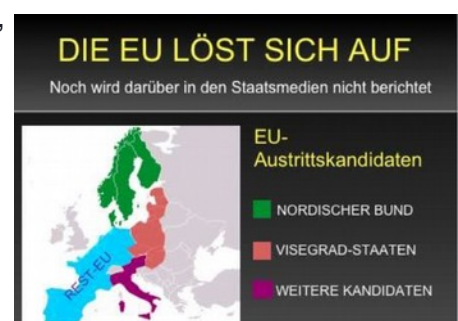 DIE EU LÖST SICH AUF
Noch wird darüber in den Staatsmedien nicht berichtet
EU-
Austrittskandidaten
NORDISCHER BUND
VISEGRAD-STAATEN
WEITERE KANDIDATEN
REST-EU